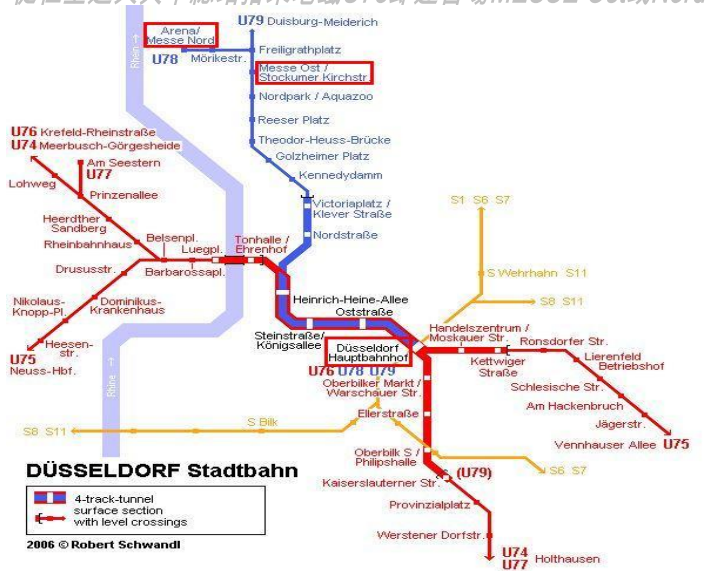 U79 Duisburg-Meiderich
Arena/
Messe Nord
U78
Mörikestr.
Freiligrathplatz
Messe Ost /
Stockumer Kirchstr.
Nordpark / Aquazoo
Reeser Platz
Theodor-Heuss-Brücke
Golzheimer Platz
Kennedydamm
Victoriaplatz /
Klever Straße
Nordstraße
Rhein →
U76 Krefeld-Rheinstraße
U74 Meerbusch-Görgesheide
Am Seestern
U77
Lohweg
Prinzenallee
Heerdter
Sandberg
Rheinbahnhaus
Belsenpl.
Luegpl.
Tonhalle /
Ehrenhof
Drususstr.
Barbarossapl.
Nikolaus-
Knopp-Pl.
Dominikus-
Krankenhaus
Heesen-
str.
U75
Neuss-Hbf.
Rhine →
S1 S6 S7
S Wehrhahn S11
S8 S11
Heinrich-Heine-Allee
Oststraße
Steinstraße/
Königsallee
Düsseldorf
Hauptbahnhof
U76 U78 U79
Handelszentrum /
Moskauer Str.
Kettwiger
Straße
Ronsdorfer Str.
Lierenfeld
Betriebshof
Schlesische Str.
Am Hackenbruch
Jägerstr.
Vennhauser Allee U75
Oberbilker Markt /
Warschauer Str.
Ellerstraße
S8 S11
S Bilk
S6 S7
Oberbilk S /
Philipshalle
(U79)
Kaiserslauterner Str.
Provinzialplatz
Werstener Dorfstr.
U74
U77 Holthausen
DÜSSELDORF Stadtbahn
4-track-tunnel
surface section
with level crossings
2006 © Robert Schwandl